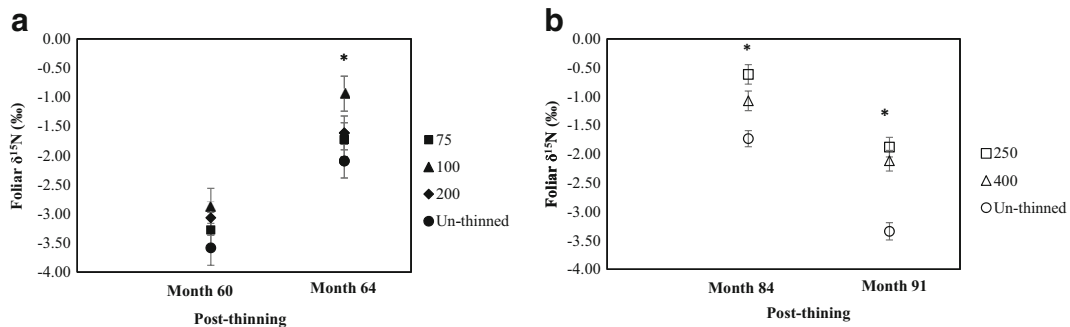 a
0.00
-0.50
-1.00
-1.50
-2.00
-2.50
-3.00
-3.50
-4.00
Foliar δ¹⁵N (‰)
*
Month 60 Month 64
Post-thinning
75
100
200
Un-thinned
b
0.00
-0.50
-1.00
-1.50
-2.00
-2.50
-3.00
-3.50
-4.00
Foliar δ¹⁵N (‰)
*
*
Month 84 Month 91
Post-thining
250
400
Un-thinned